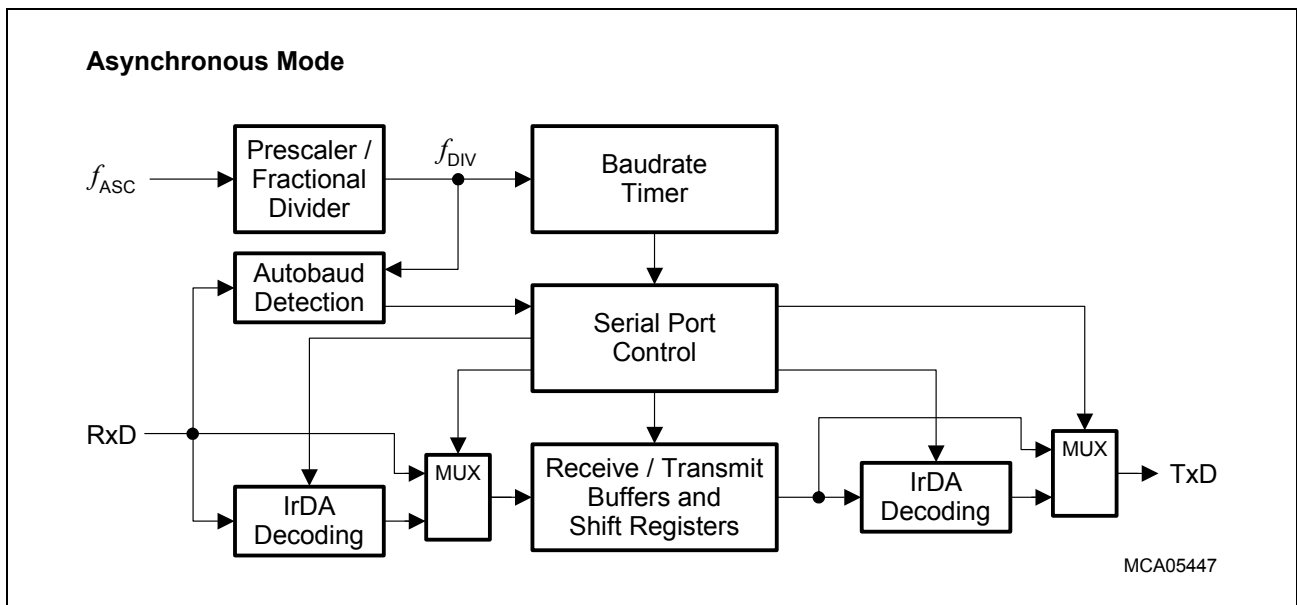 Asynchronous Mode
fASC
Prescaler /
Fractional
Divider
fDIV
Baudrate
Timer
Autobaud
Detection
Serial Port
Control
RxD
IrDA
Decoding
MUX
Receive / Transmit
Buffers and
Shift Registers
IrDA
Decoding
MUX
TxD
MCA05447